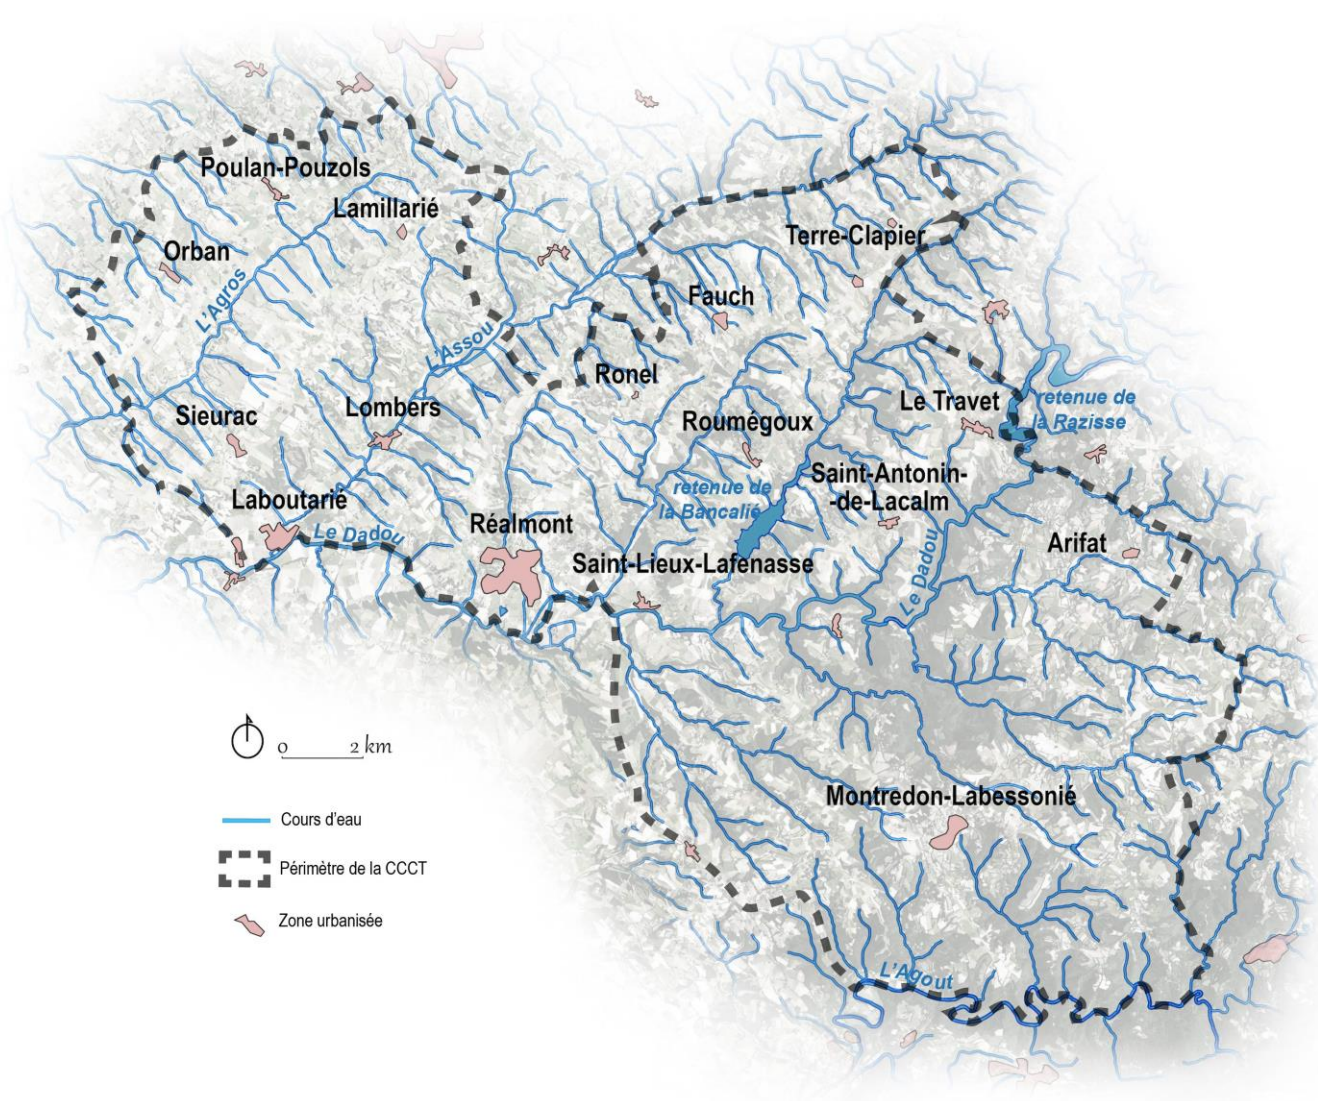 Poulan-Pouzols
Lamillarié
Orban
Terre-Clapier
L'Agros
Fauch
L'Assou
Ronel
Le Travet
retenue de
la Razisse
Sieurac
Lombers
Roumégoux
Saint-Antonin-
-de-Lacalm
retenue de
la Bancalié
Laboutarié
Le Dadou
Réalmont
Saint-Lieux-Lafenasse
Le Dadou
Arifat
0 2 km
Montredon-Labessonié
Cours d'eau
Périmètre de la CCCT
Zone urbanisée
L'Agout